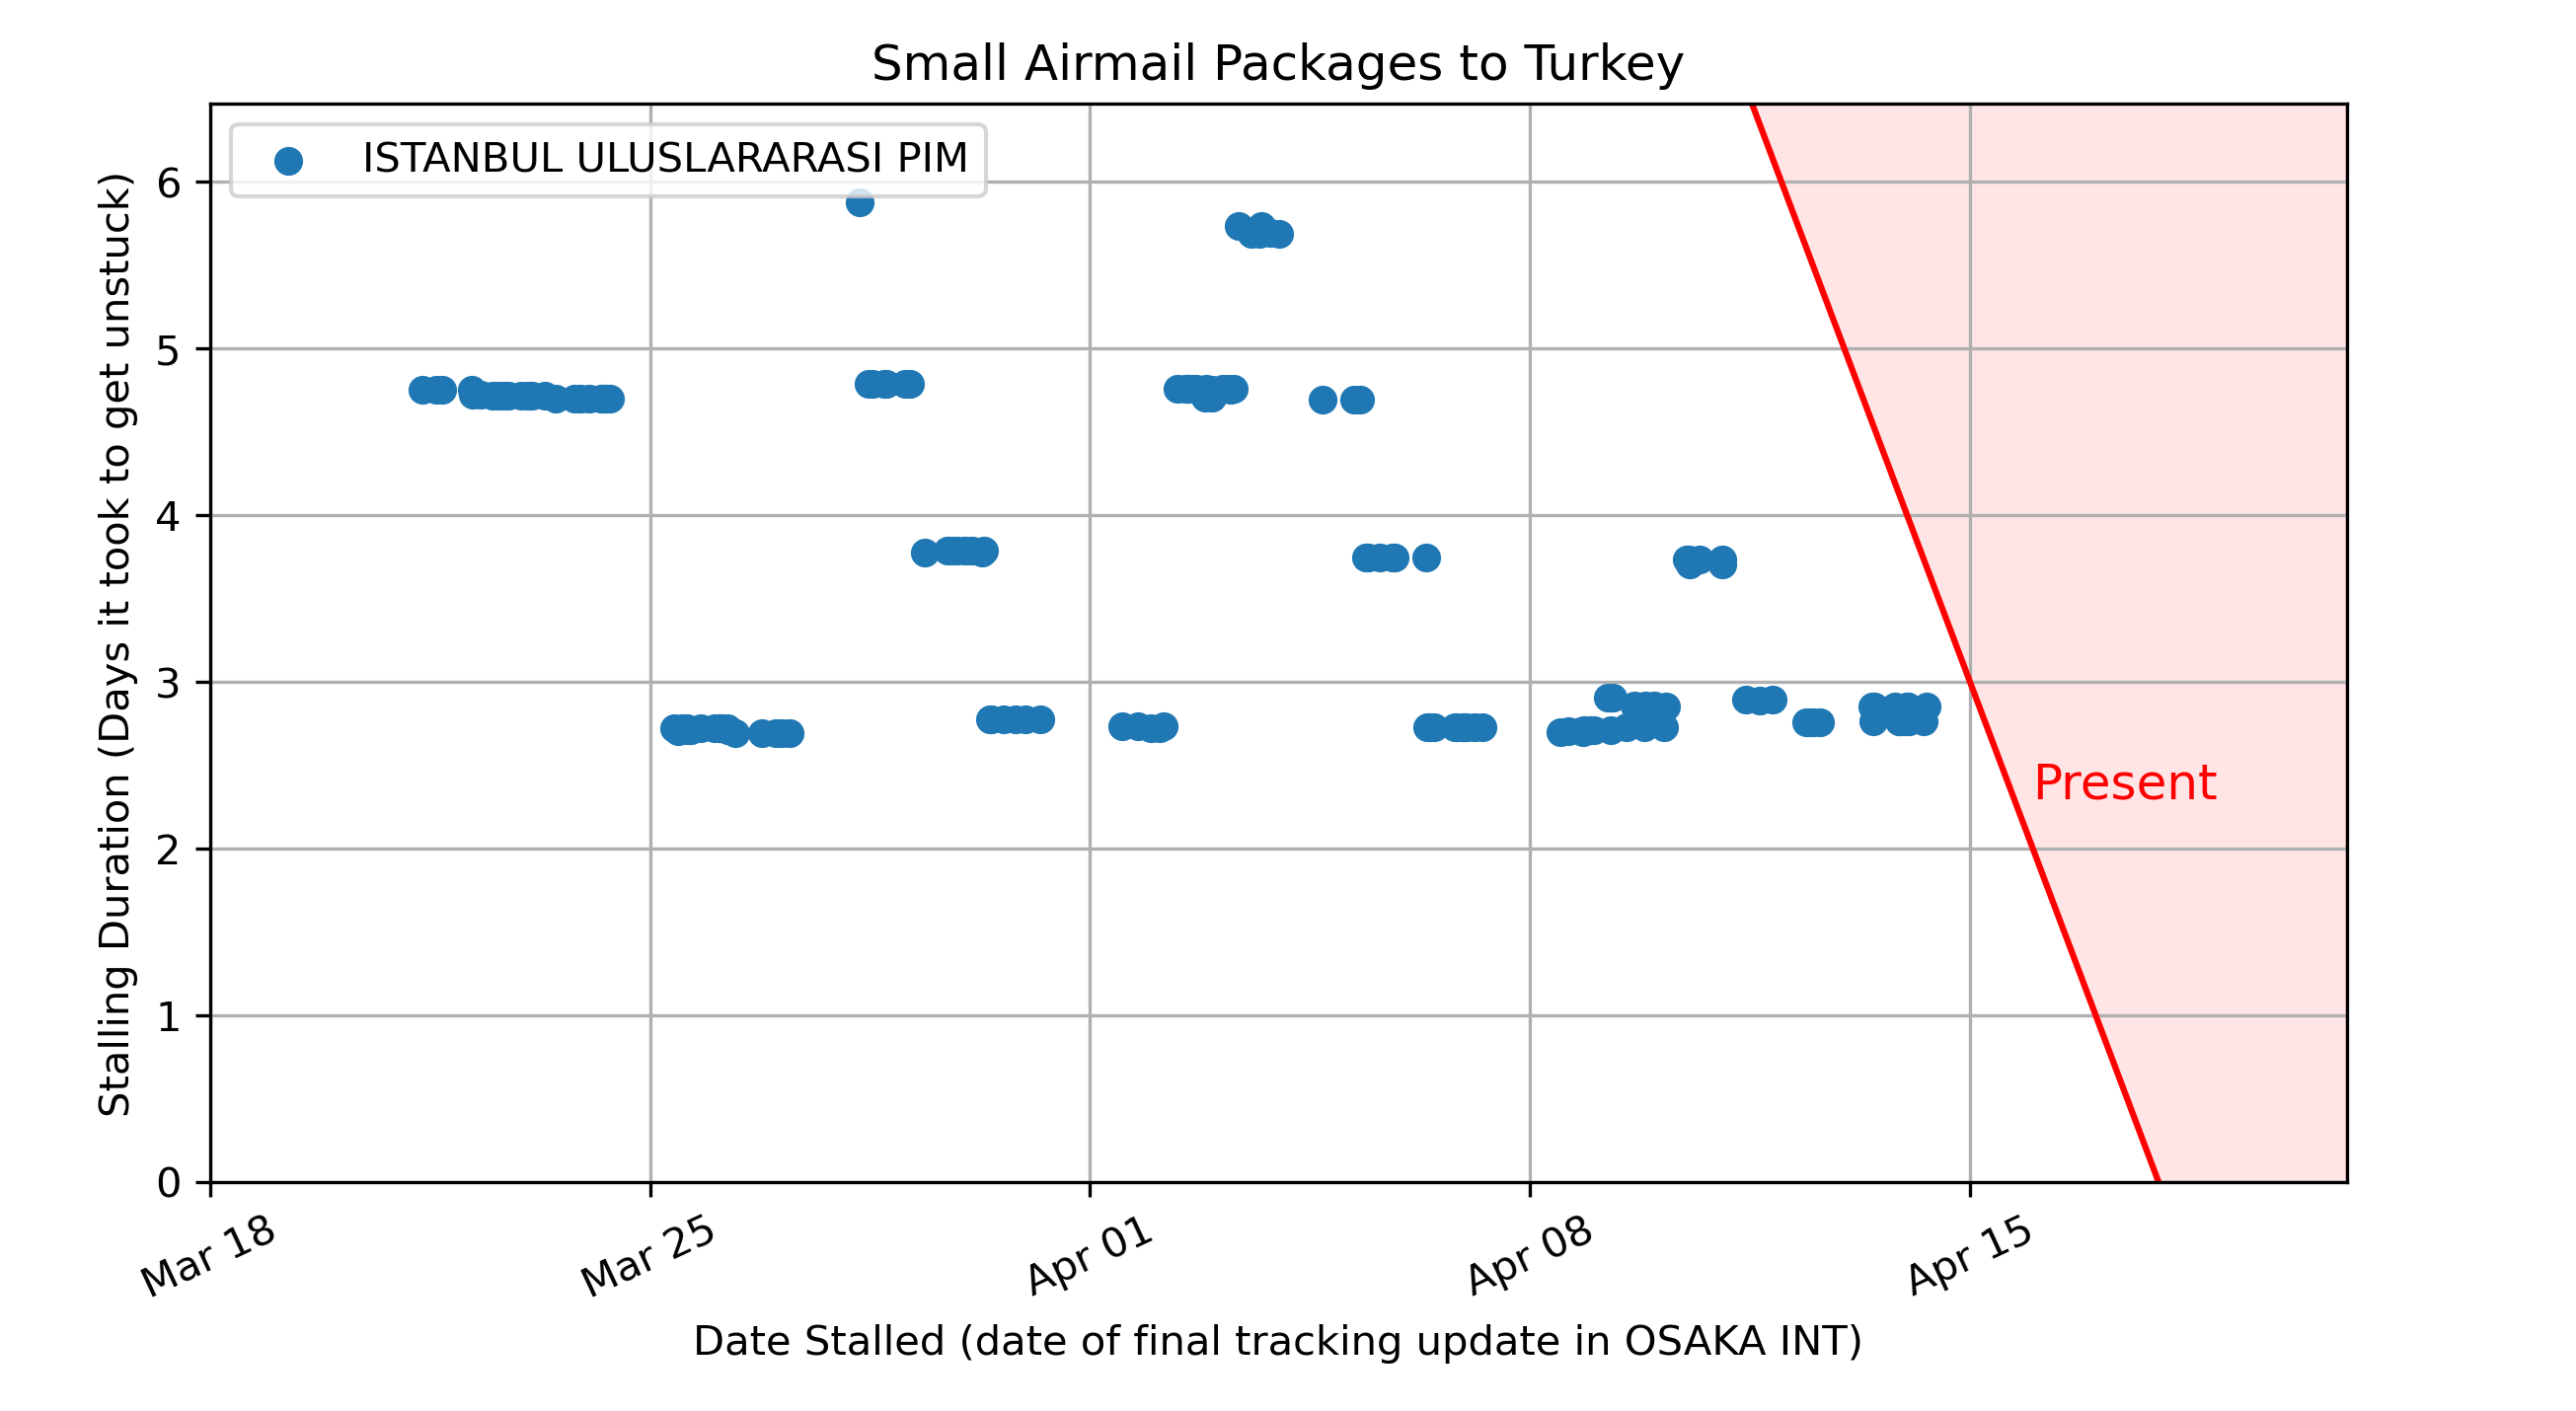 Small Airmail Packages to Turkey
ISTANBUL ULUSLARARASI PIM
Stalling Duration (Days it took to get unstuck)
6
5
4
3
2
1
0
Present
Mar 18
Mar 25
Apr 01
Apr 08
Apr 15
Date Stalled (date of final tracking update in OSAKA INT)